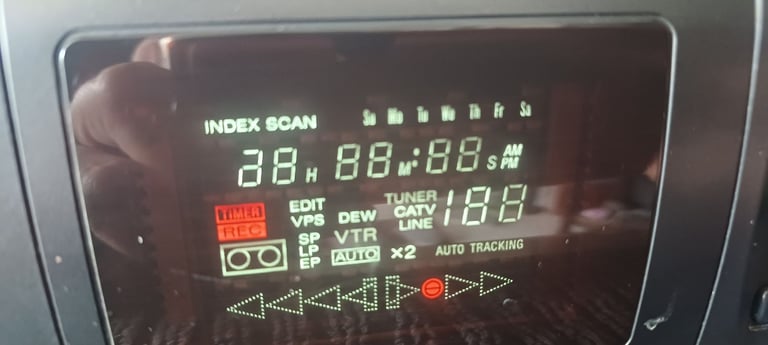 INDEX SCAN Su Mo Tu We Th Fr Sa
28 H 88 M 88 S AM
PM
TIMER EDIT TUNER 188
REC VPS DEW CATV
SP VTR LINE
LP AUTO ×2 AUTO TRACKING
EP